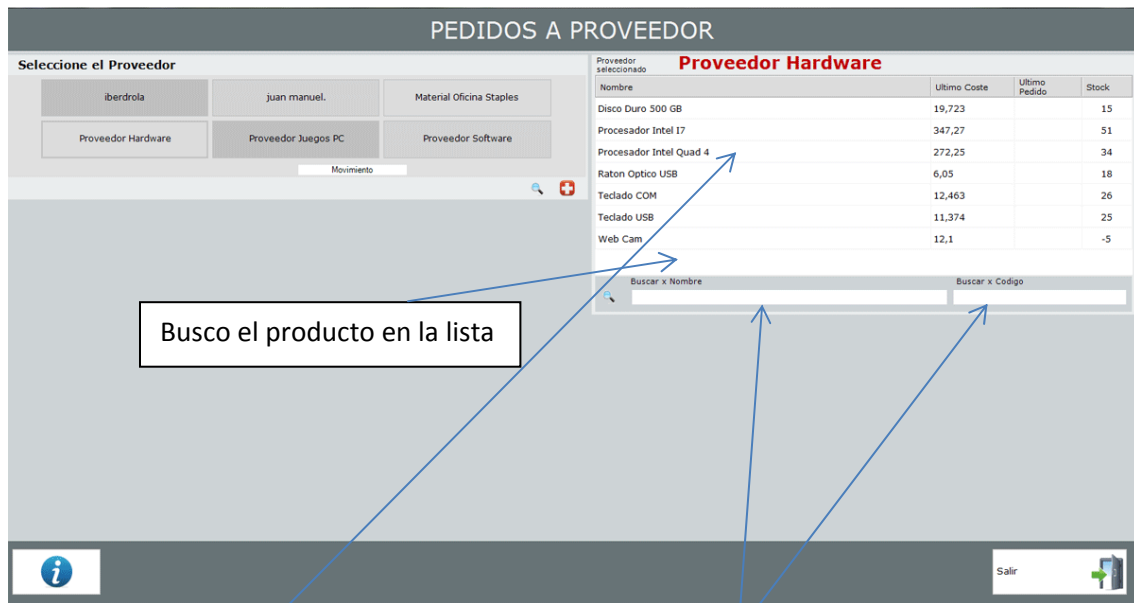 PEDIDOS A PROVEEDOR
Seleccione el Proveedor
iberdrola
juan manuel.
Material Oficina Staples
Proveedor Hardware
Proveedor Juegos PC
Proveedor Software
Movimiento
Proveedor
seleccionado
Proveedor Hardware
Nombre Ultimo Coste Ultimo Pedido Stock
Disco Duro 500 GB 19,723 15
Procesador Intel I7 347,27 51
Procesador Intel Quad 4 272,25 34
Raton Optico USB 6,05 18
Teclado COM 12,463 26
Teclado USB 11,374 25
Web Cam 12,1 -5
Buscar x Nombre Buscar x Codigo
Busco el producto en la lista
i
Salir